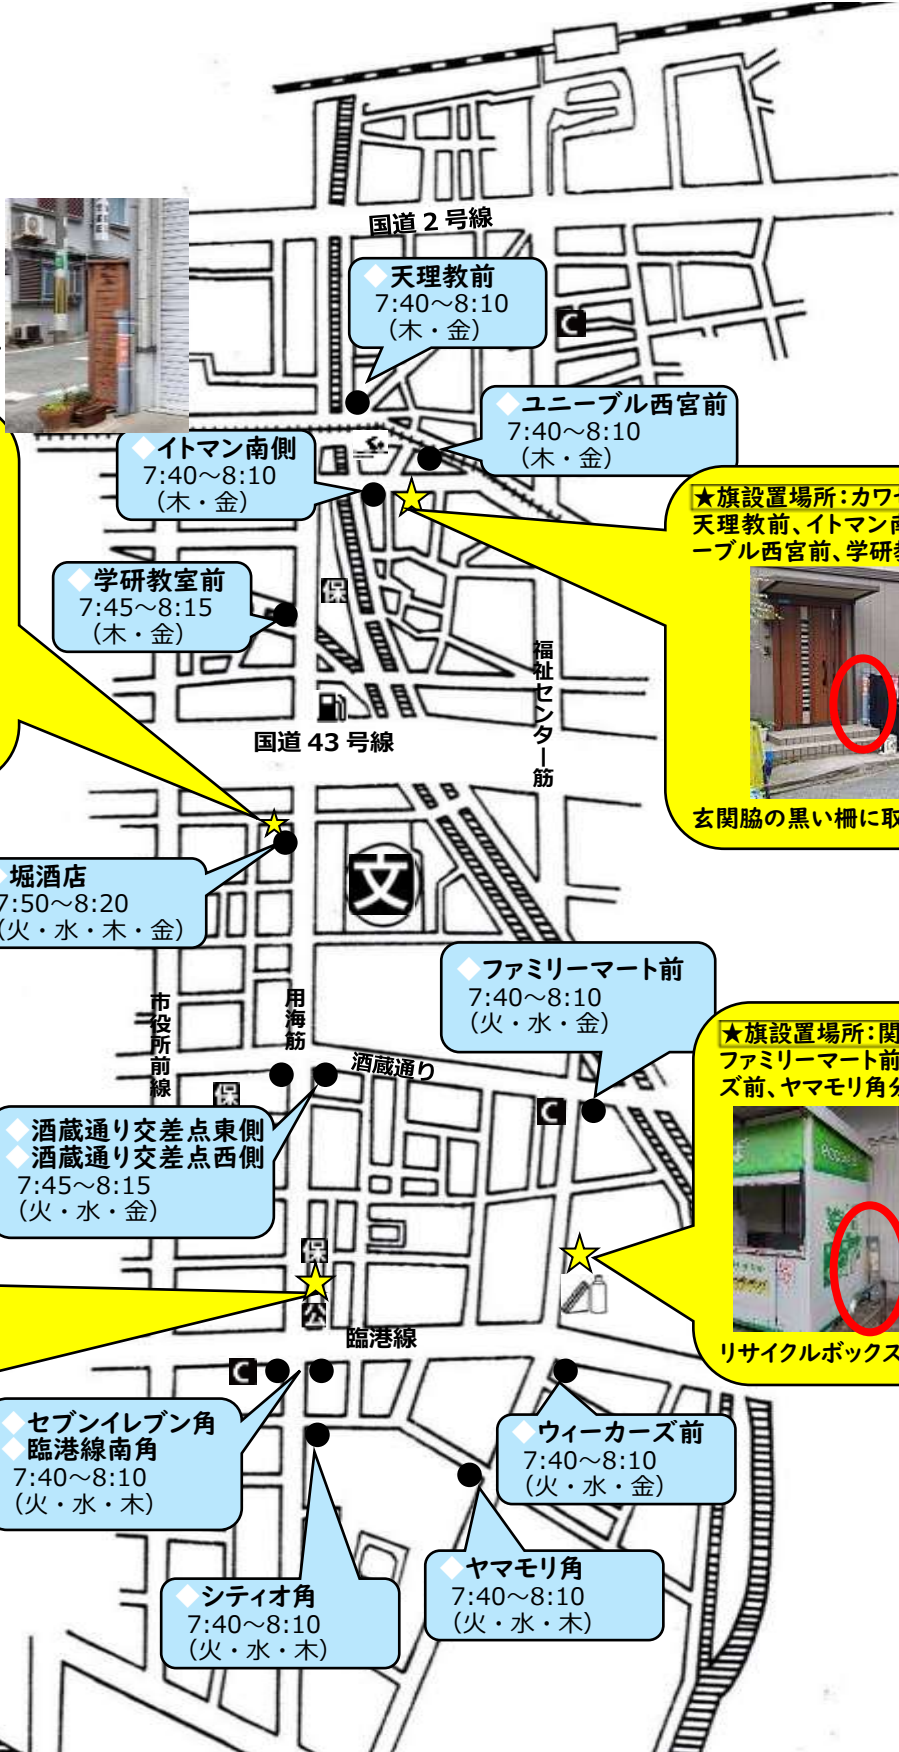 国道２号線
◆天理教前
7:40～8:10
（木・金）
◆ユニーブル西宮前
7:40～8:10
（木・金）
◆イトマン南側
7:40～8:10
（木・金）
★旗設置場所：カワ
天理教前、イトマン南
ーブル西宮前、学研
玄関脇の黒い柵に取
◆学研教室前
7:45～8:15
（木・金）
保
福祉センター筋
国道43号線
文
堀酒店
7:50～8:20
（火・水・木・金）
◆ファミリーマート前
7:40～8:10
（火・水・金）
市役所前線
用海筋
酒蔵通り
保
C
C
★旗設置場所：関
ファミリーマート前
ズ前、ヤマモリ角分
リサイクルボックス
◆酒蔵通り交差点東側
◆酒蔵通り交差点西側
7:45～8:15
（火・水・金）
保
公
臨港線
C
◆セブンイレブン角
◆臨港線南角
7:40～8:10
（火・水・木）
◆ウィーカーズ前
7:40～8:10
（火・水・金）
◆シティオ角
7:40～8:10
（火・水・木）
◆ヤマモリ角
7:40～8:10
（火・水・木）